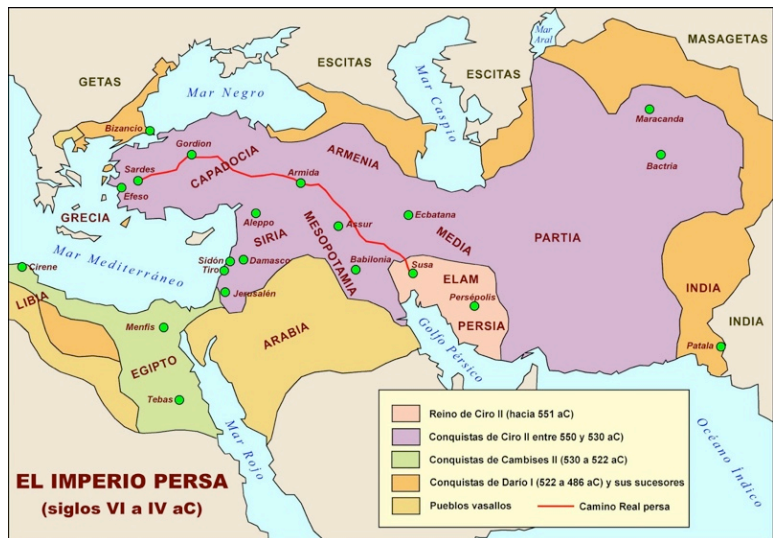 MASAGETAS
Mar
Aral
ESCITAS
ESCITAS
GETAS
Mar Negro
Mar Caspio
Bizancio
Maracanda
Gordion
ARMENIA
Bactria
CAPADOCIA
Sardes
Armida
Efeso
GRECIA
Aleppo
Ecbatana
Assur
SIRIA
MESOPOTAMIA
MEDIA
PARTIA
Mar Mediterráneo
Cirene
Sidón
Damasco
Tiro
Babilonia
Susa
ELAM
INDIA
LIBIA
Jerusalén
Persépolis
PERSIA
INDIA
Menfis
ARABIA
Golfo Pérsico
Patala
EGIPTO
Tebas
Mar Rojo
Océano Índico
Reino de Ciro II (hacia 551 aC)
Conquistas de Ciro II entre 550 y 530 aC)
Conquistas de Cambises II (530 a 522 aC)
Conquistas de Darío I (522 a 486 aC) y sus sucesores
Pueblos vasallos
Camino Real persa
EL IMPERIO PERSA
(siglos VI a IV aC)